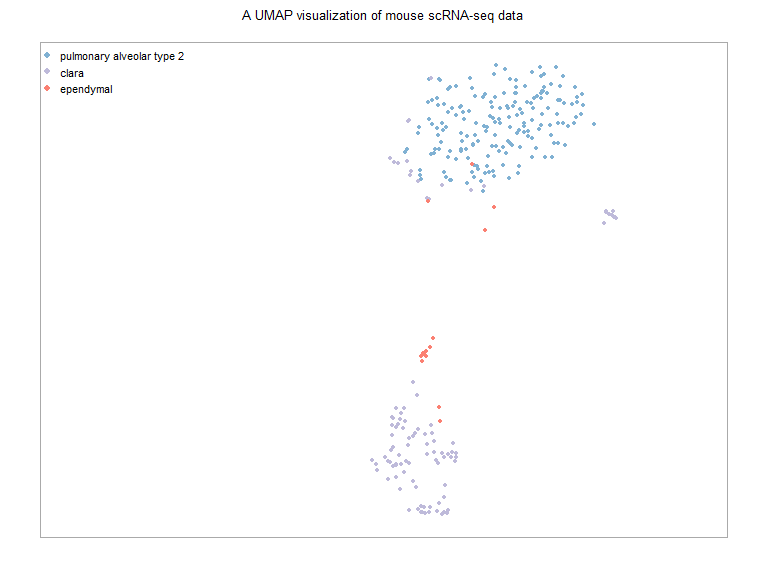 A UMAP visualization of mouse scRNA-seq data
pulmonary alveolar type 2
clara
ependymal